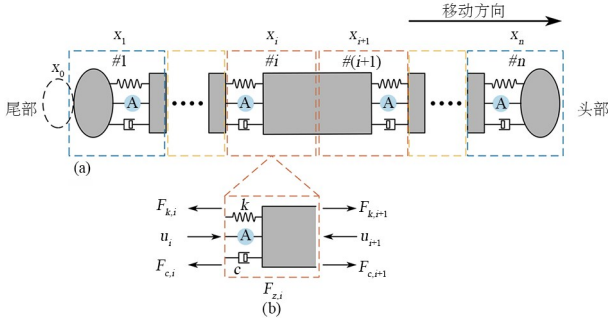 移动方向
X1 Xi Xi+1 Xn
X0 #1 #i #(i+1) #n
尾部 A A A A 头部
(a)
Fk,i k Fk,i+1
ui A ui+1
Fc,i c Fc,i+1
Fz,i
(b)